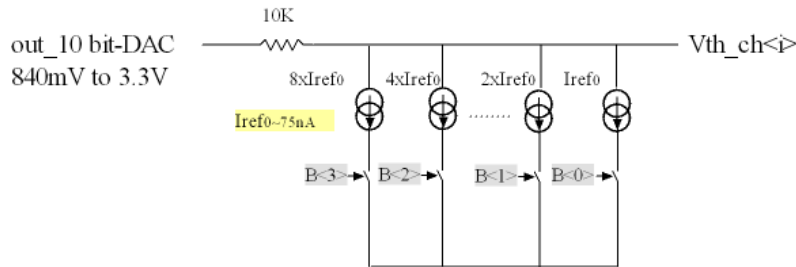 10K
out_10 bit-DAC
Vth_ch<i>
840mV to 3.3V
8xIref0 4xIref0 2xIref0 Iref0
Iref0~75nA
........
B<3> B<2> B<1> B<0>